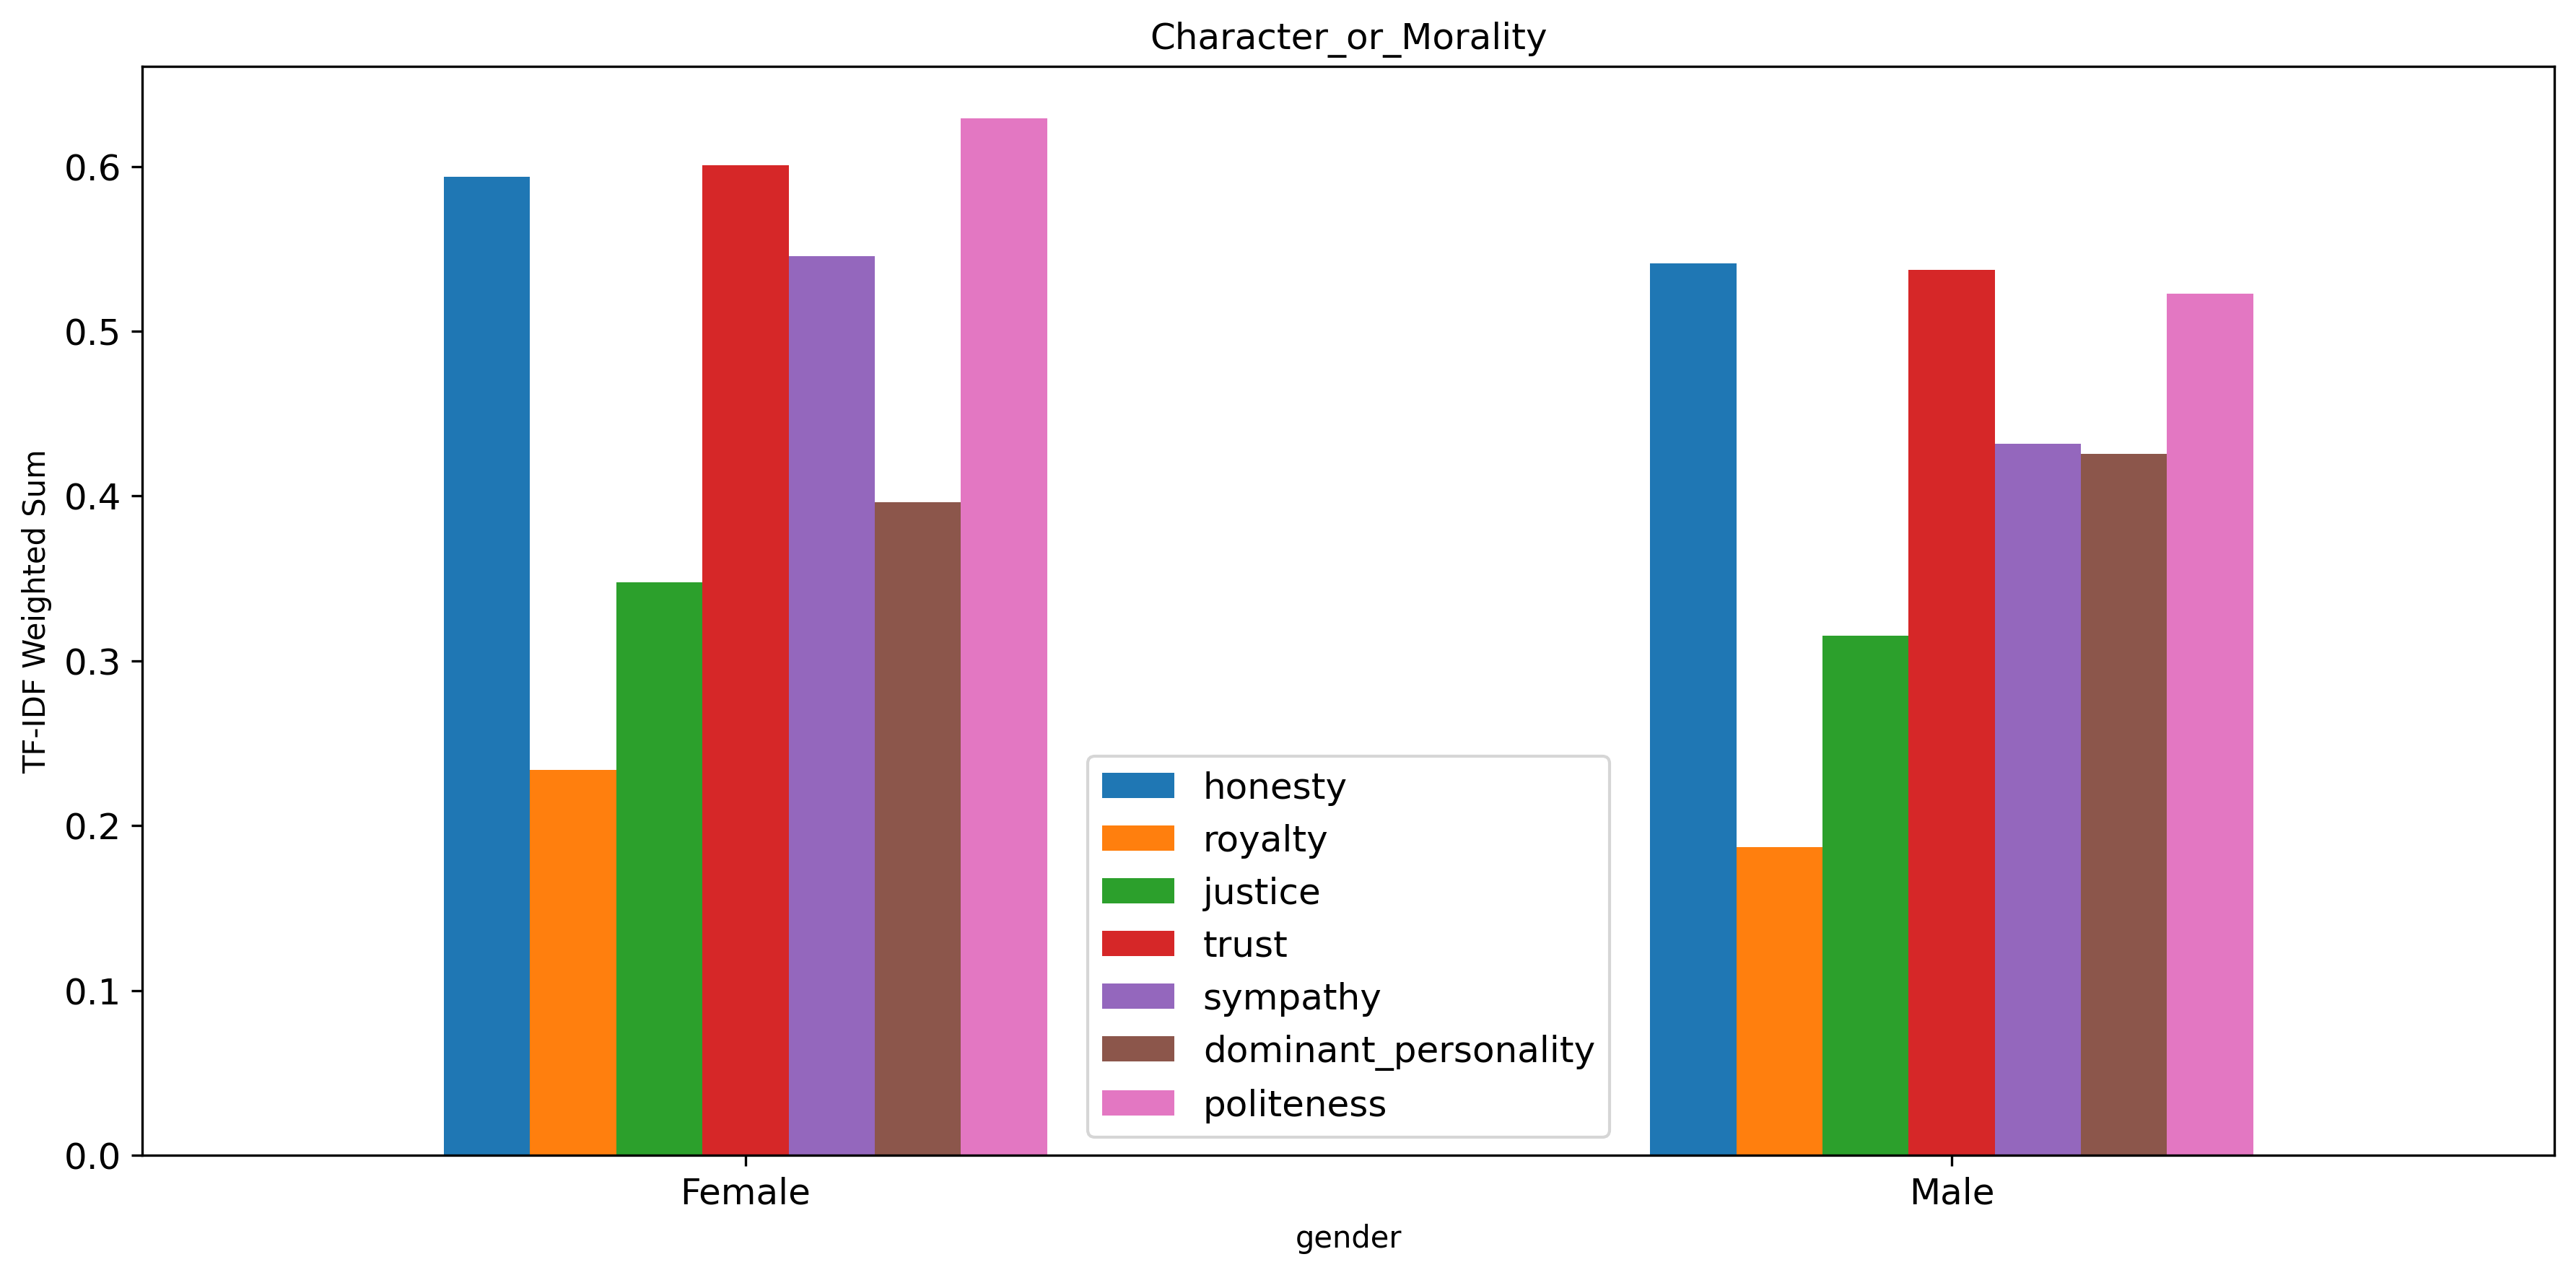 Character_or_Morality
TF-IDF Weighted Sum
0.6
0.5
0.4
0.3
0.2
0.1
0.0
honesty
royalty
justice
trust
sympathy
dominant_personality
politeness
Female
Male
gender